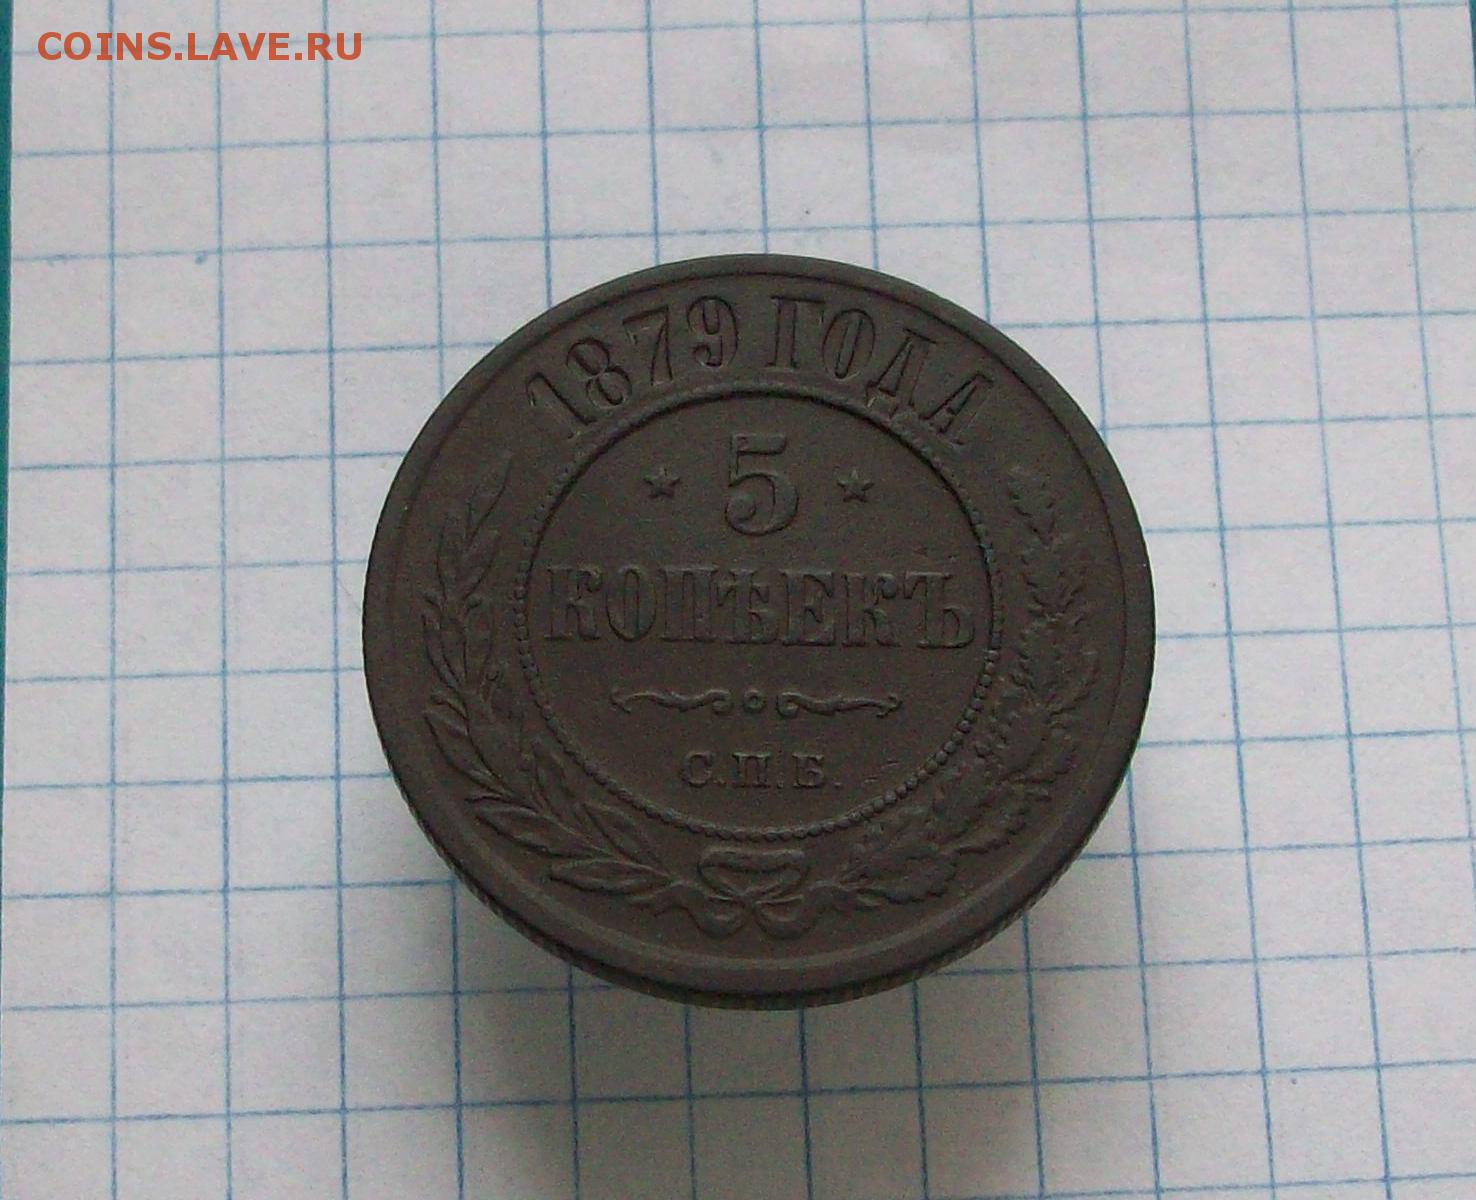 COINS.LAVE.RU
1879 ГОДА
5
КОПѢЕКЪ
С.П.Б.